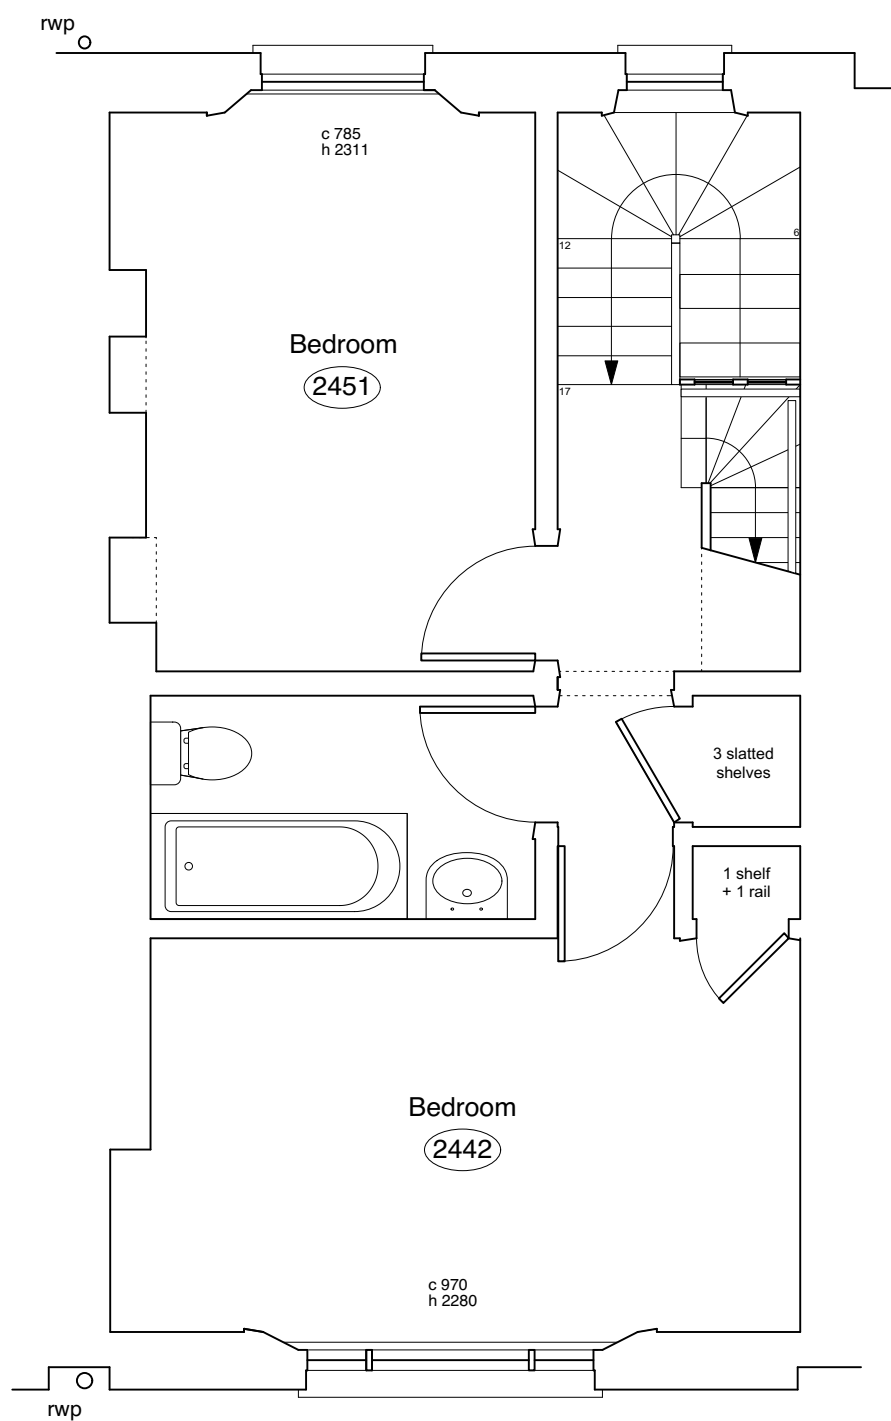 rwp
c 785
h 2311
12
6
Bedroom
2451
17
3 slatted
shelves
1 shelf
+ 1 rail
Bedroom
2442
c 970
h 2280
rwp